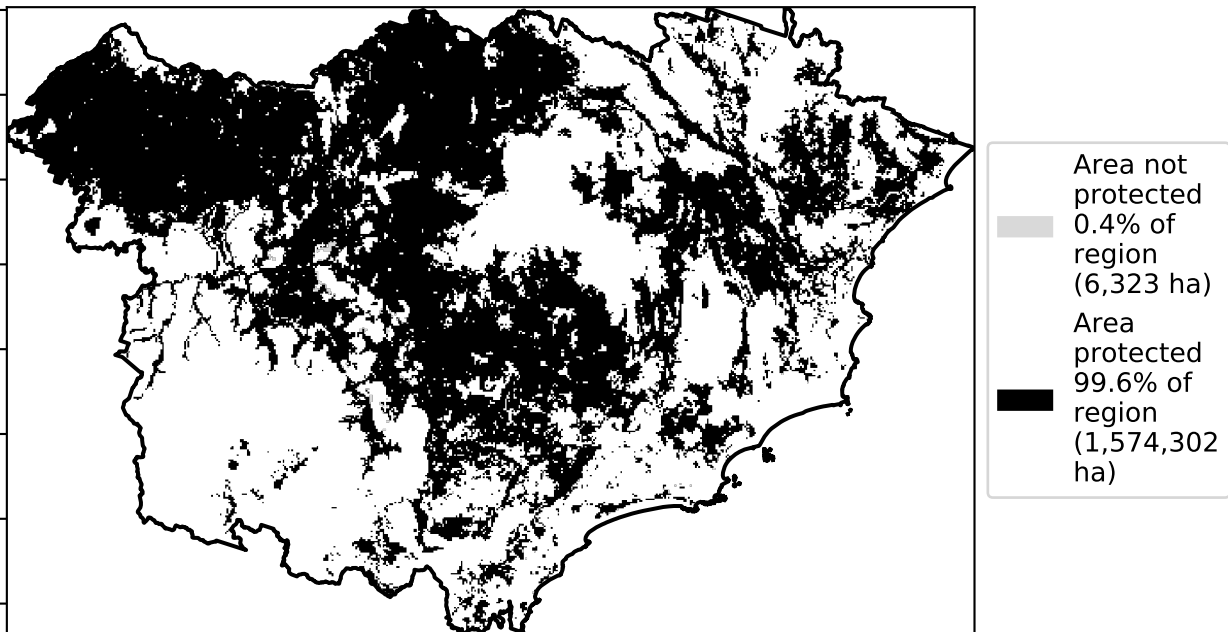 Area not
protected
0.4% of
region
(6,323 ha)
Area
protected
99.6% of
region
(1,574,302
ha)